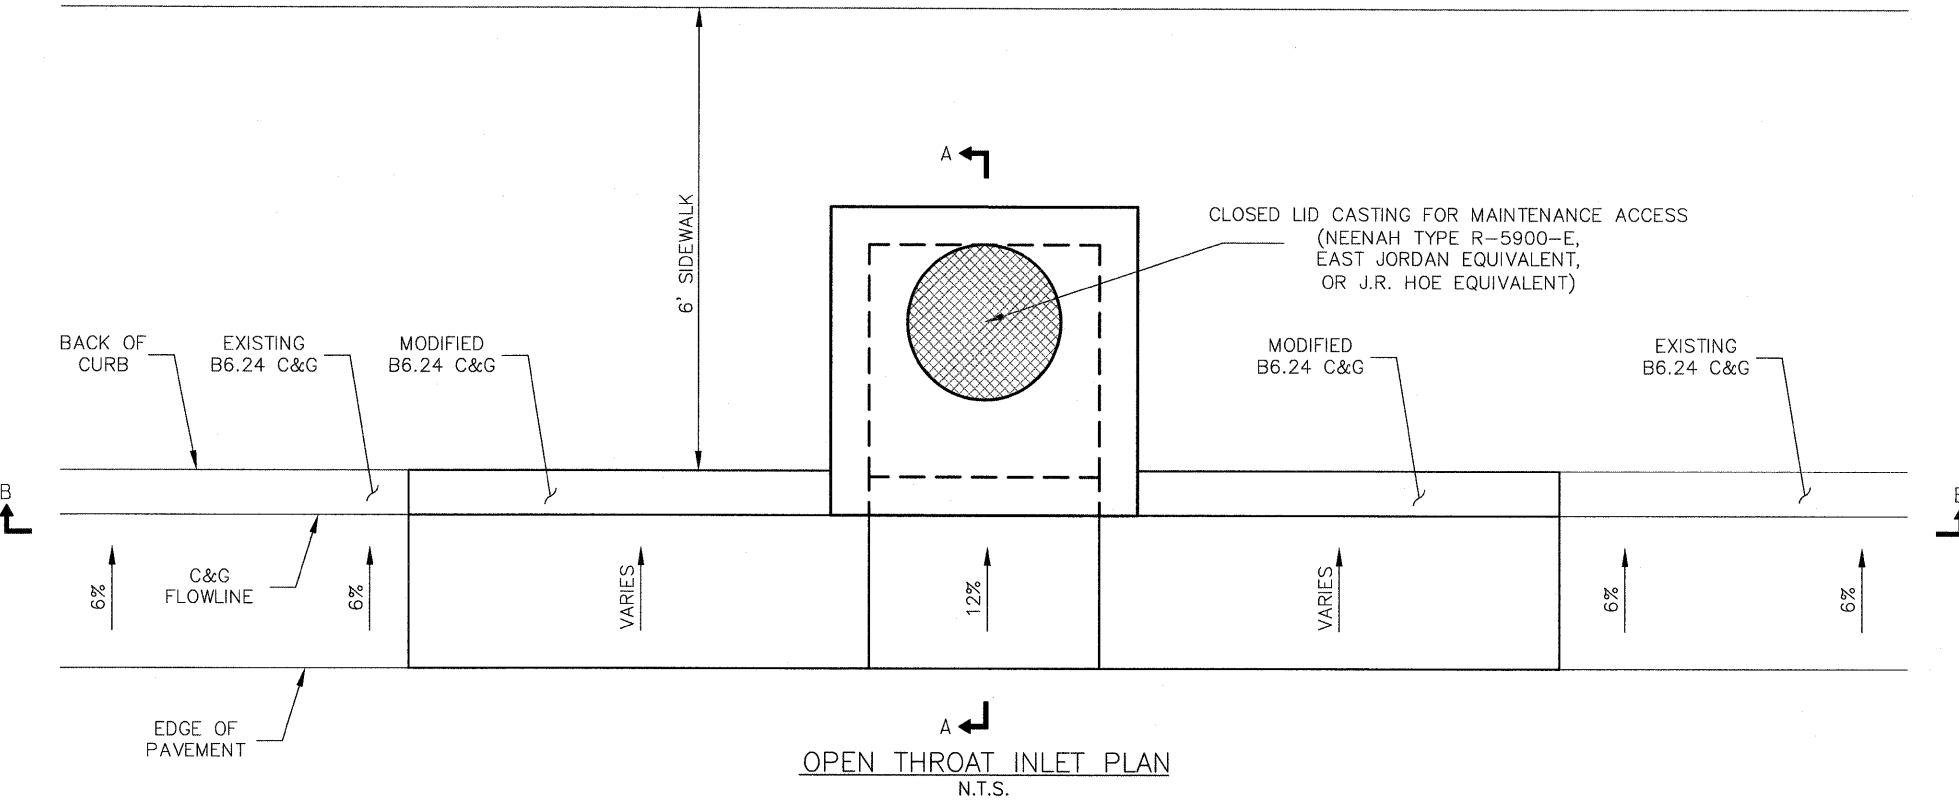 A
6' SIDEWALK
CLOSED LID CASTING FOR MAINTENANCE ACCESS
(NEENAH TYPE R-5900-E,
EAST JORDAN EQUIVALENT,
OR J.R. HOE EQUIVALENT)
BACK OF
CURB
EXISTING
B6.24 C&G
MODIFIED
B6.24 C&G
MODIFIED
B6.24 C&G
EXISTING
B6.24 C&G
B
C&G
FLOWLINE
6%
6%
VARIES
12%
VARIES
6%
6%
EDGE OF
PAVEMENT
A
OPEN THROAT INLET PLAN
N.T.S.